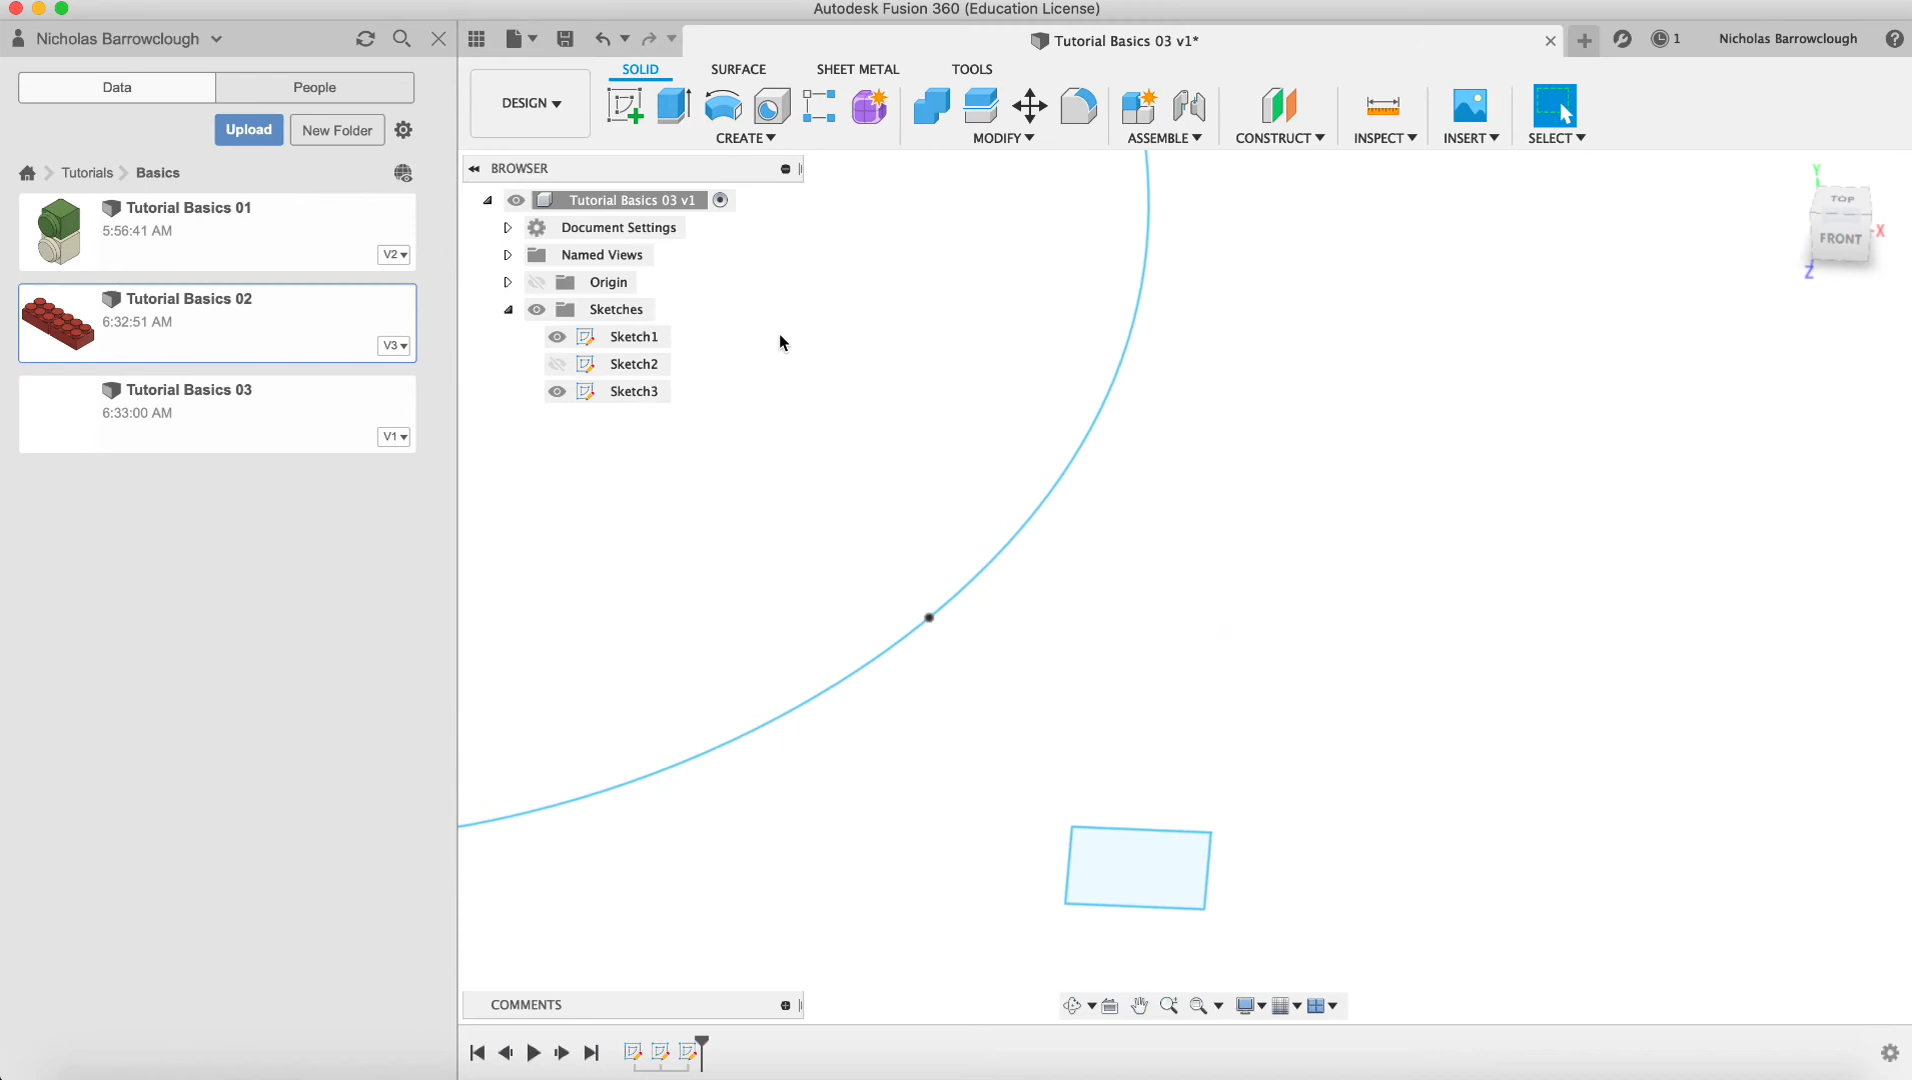 Autodesk Fusion 360 (Education License)
Nicholas Barrowclough
Tutorial Basics 03 v1*
1
Nicholas Barrowclough
Data
People
Upload
New Folder
Tutorials
Basics
Tutorial Basics 01
5:56:41 AM
V2
Tutorial Basics 02
6:32:51 AM
V3
Tutorial Basics 03
6:33:00 AM
V1
SOLID
SURFACE
SHEET METAL
TOOLS
DESIGN
CREATE
MODIFY
ASSEMBLE
CONSTRUCT
INSPECT
INSERT
SELECT
BROWSER
Tutorial Basics 03 v1
Document Settings
Named Views
Origin
Sketches
Sketch1
Sketch2
Sketch3
Y
TOP
X
FRONT
Z
COMMENTS